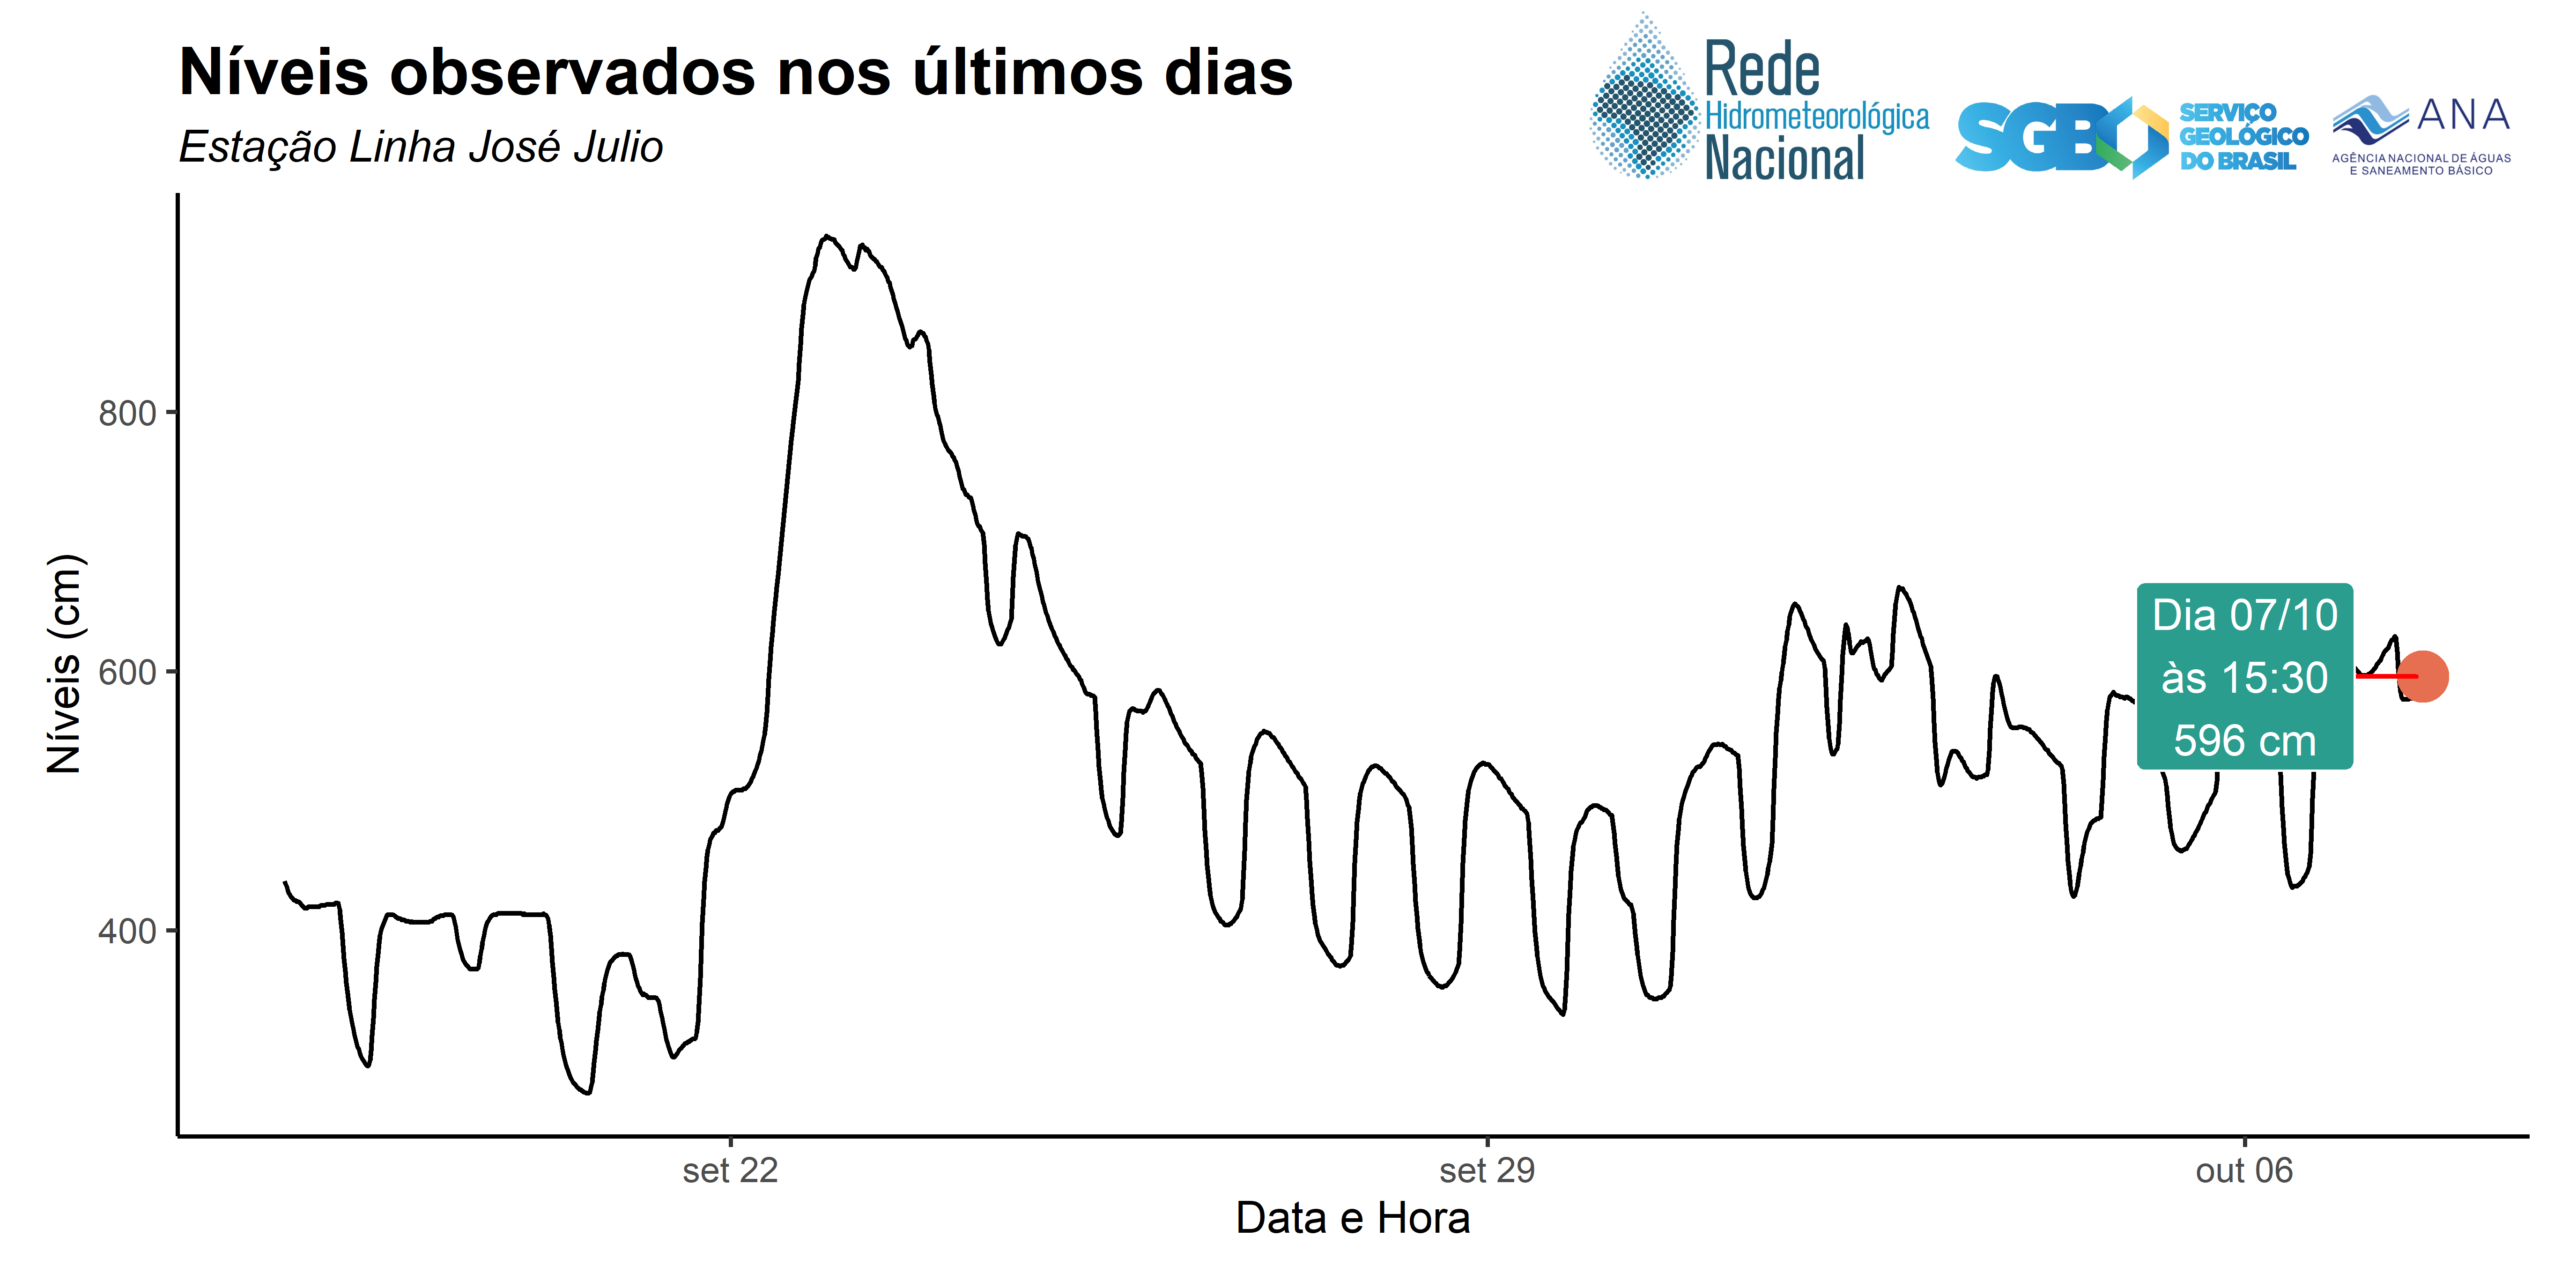 Níveis observados nos últimos dias
Estação Linha José Julio
Rede
Hidrometeorológica
Nacional
SGB
SERVIÇO
GEOLÓGICO
DO BRASIL
ANA
AGÊNCIA NACIONAL DE ÁGUAS
E SANEAMENTO BÁSICO
Níveis (cm)
800
600
400
Dia 07/10
às 15:30
596 cm
set 22
set 29
out 06
Data e Hora